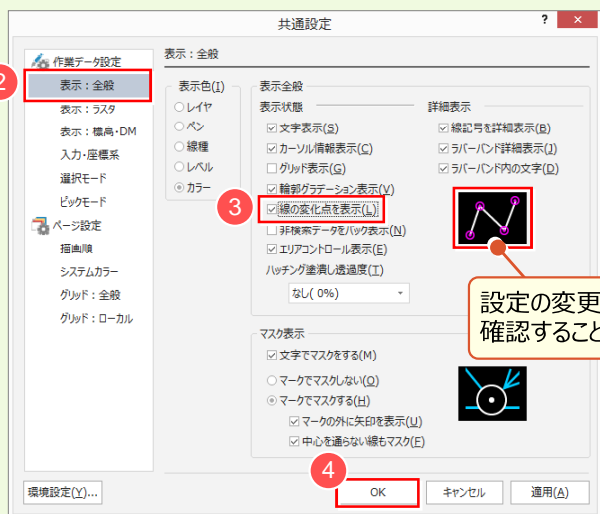 共通設定
? ×
作業データ設定
2
表示：全般
表示：ラスタ
表示：標高・DM
入力・座標系
選択モード
ピックモード
ページ設定
描画順
システムカラー
グリッド：全般
グリッド：ローカル
表示：全般
表示色(I)
レイヤ
ペン
線種
レベル
カラー
表示全般
表示状態
文字表示(S)
カーソル情報表示(C)
グリッド表示(G)
輪郭グラデーション表示(V)
3
線の変化点を表示(L)
非検索データをバック表示(N)
エリアコントロール表示(E)
ハッチング塗潰し透過度(T)
なし( 0%)
詳細表示
線記号を詳細表示(B)
ラバーバンド詳細表示(J)
ラバーバンド内の文字(D)
設定の変更
確認すること
マスク表示
文字でマスクをする(M)
マークでマスクしない(O)
マークでマスクする(H)
マークの外に矢印を表示(U)
中心を通らない線もマスク(F)
4
環境設定(Y)...
OK
キャンセル
適用(A)